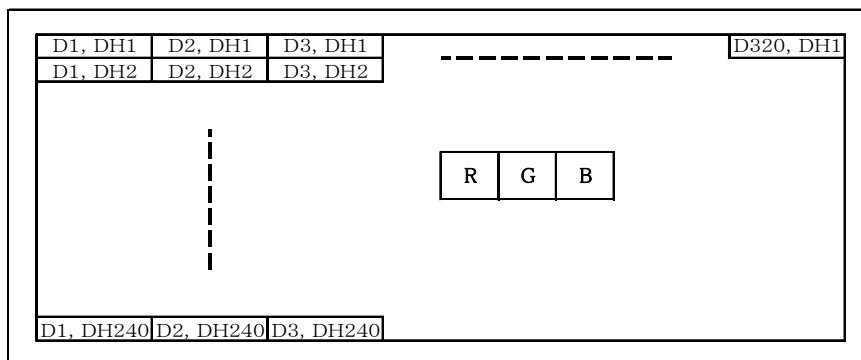 D1, DH1 D2, DH1 D3, DH1 D320, DH1
D1, DH2 D2, DH2 D3, DH2
R G B
D1, DH240 D2, DH240 D3, DH240